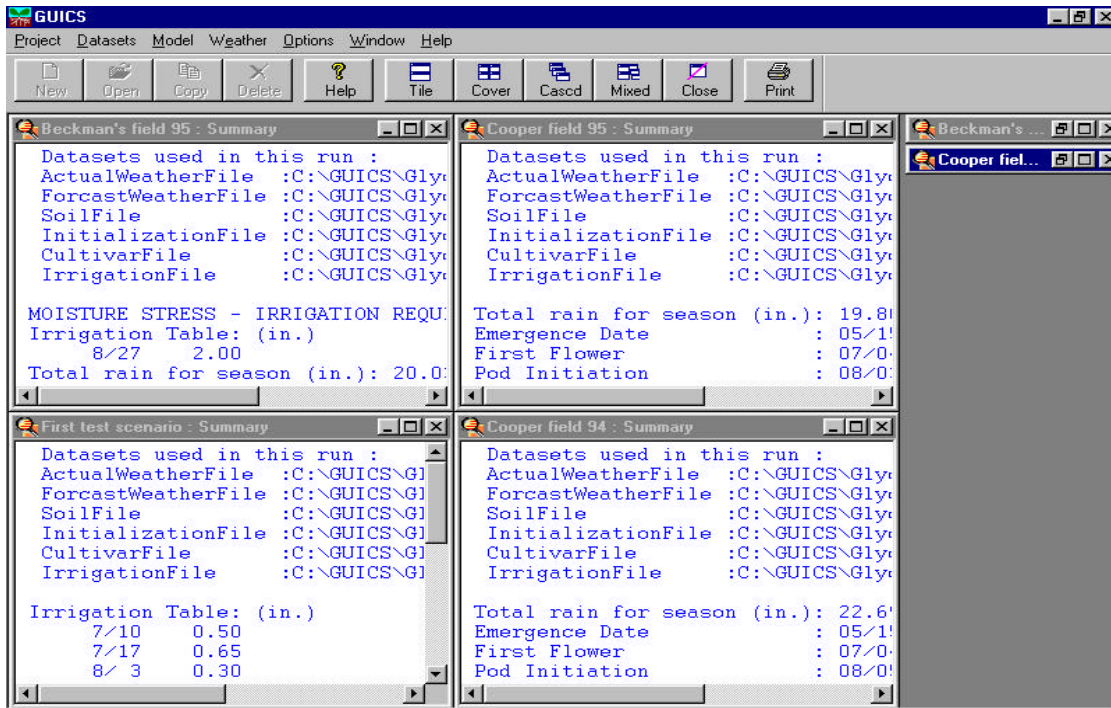 GUICS
Project Datasets Model Weather Options Window Help
New Open Copy Delete Help Tile Cover Cascd Mixed Close Print
Beckman's field 95 : Summary
Datasets used in this run :
ActualWeatherFile :C:\GUICS\Gly
ForcastWeatherFile :C:\GUICS\Gly
SoilFile :C:\GUICS\Gly
InitializationFile :C:\GUICS\Gly
CultivarFile :C:\GUICS\Gly
IrrigationFile :C:\GUICS\Gly
MOISTURE STRESS - IRRIGATION REQU
Irrigation Table: (in.)
8/27 2.00
Total rain for season (in.): 20.0
Cooper field 95 : Summary
Datasets used in this run :
ActualWeatherFile :C:\GUICS\Gly
ForcastWeatherFile :C:\GUICS\Gly
SoilFile :C:\GUICS\Gly
InitializationFile :C:\GUICS\Gly
CultivarFile :C:\GUICS\Gly
IrrigationFile :C:\GUICS\Gly
Total rain for season (in.): 19.8
Emergence Date : 05/1
First Flower : 07/0
Pod Initiation : 08/0
Beckman's ...
Cooper fiel...
First test scenario : Summary
Datasets used in this run :
ActualWeatherFile :C:\GUICS\G
ForcastWeatherFile :C:\GUICS\G
SoilFile :C:\GUICS\G
InitializationFile :C:\GUICS\G
CultivarFile :C:\GUICS\G
IrrigationFile :C:\GUICS\G
Irrigation Table: (in.)
7/10 0.50
7/17 0.65
8/ 3 0.30
Cooper field 94 : Summary
Datasets used in this run :
ActualWeatherFile :C:\GUICS\Gly
ForcastWeatherFile :C:\GUICS\Gly
SoilFile :C:\GUICS\Gly
InitializationFile :C:\GUICS\Gly
CultivarFile :C:\GUICS\Gly
IrrigationFile :C:\GUICS\Gly
Total rain for season (in.): 22.6
Emergence Date : 05/1
First Flower : 07/0
Pod Initiation : 08/0